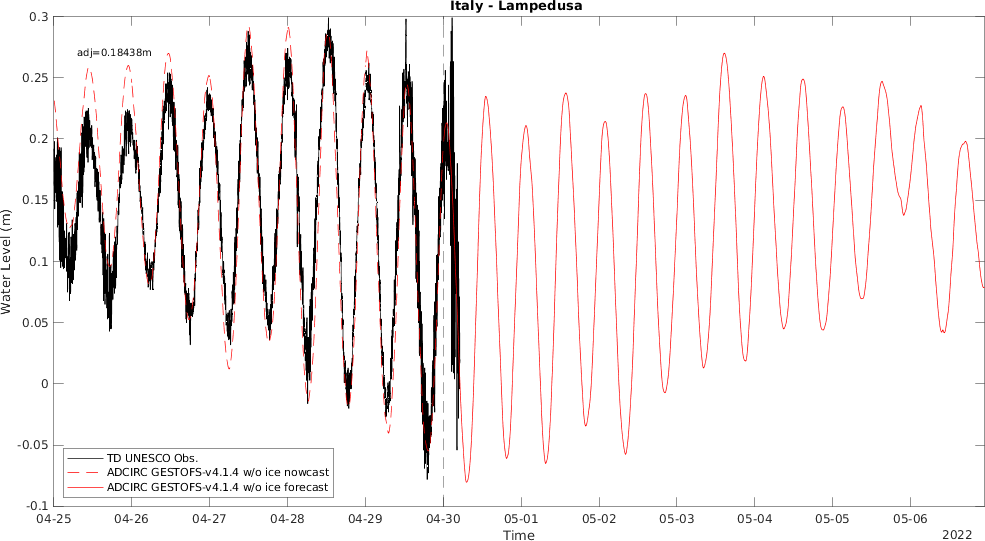 Italy - Lampedusa
adj=0.18438m
0.3
0.25
0.2
0.15
0.1
0.05
0
-0.05
-0.1
Water Level (m)
TD UNESCO Obs.
ADCIRC GESTOFS-v4.1.4 w/o ice nowcast
ADCIRC GESTOFS-v4.1.4 w/o ice forecast
04-25 04-26 04-27 04-28 04-29 04-30 05-01 05-02 05-03 05-04 05-05 05-06
Time
2022